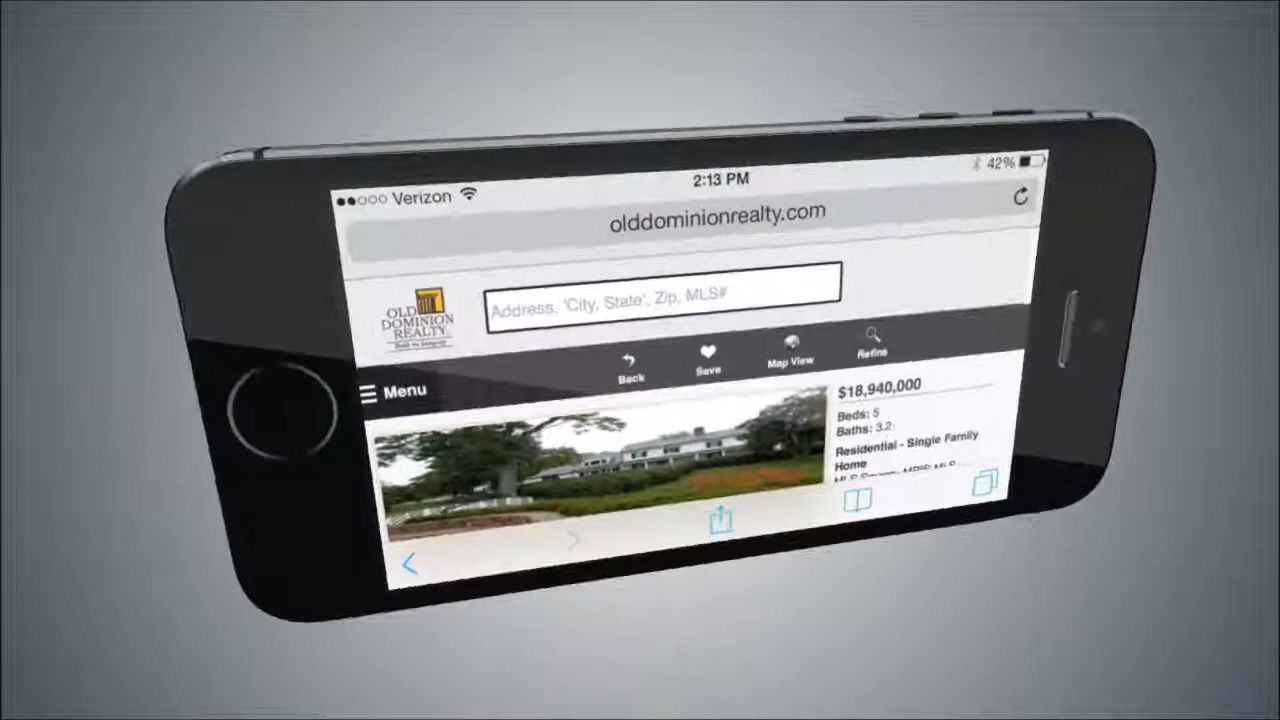 Verizon
2:13 PM
42%
olddominionrealty.com
OLD
DOMINION
REALTY
Address, 'City, State', Zip, MLS#
Menu
Back
Save
Map View
Refine
$18,940,000
Beds: 5
Baths: 3.2
Residential - Single Family
Home